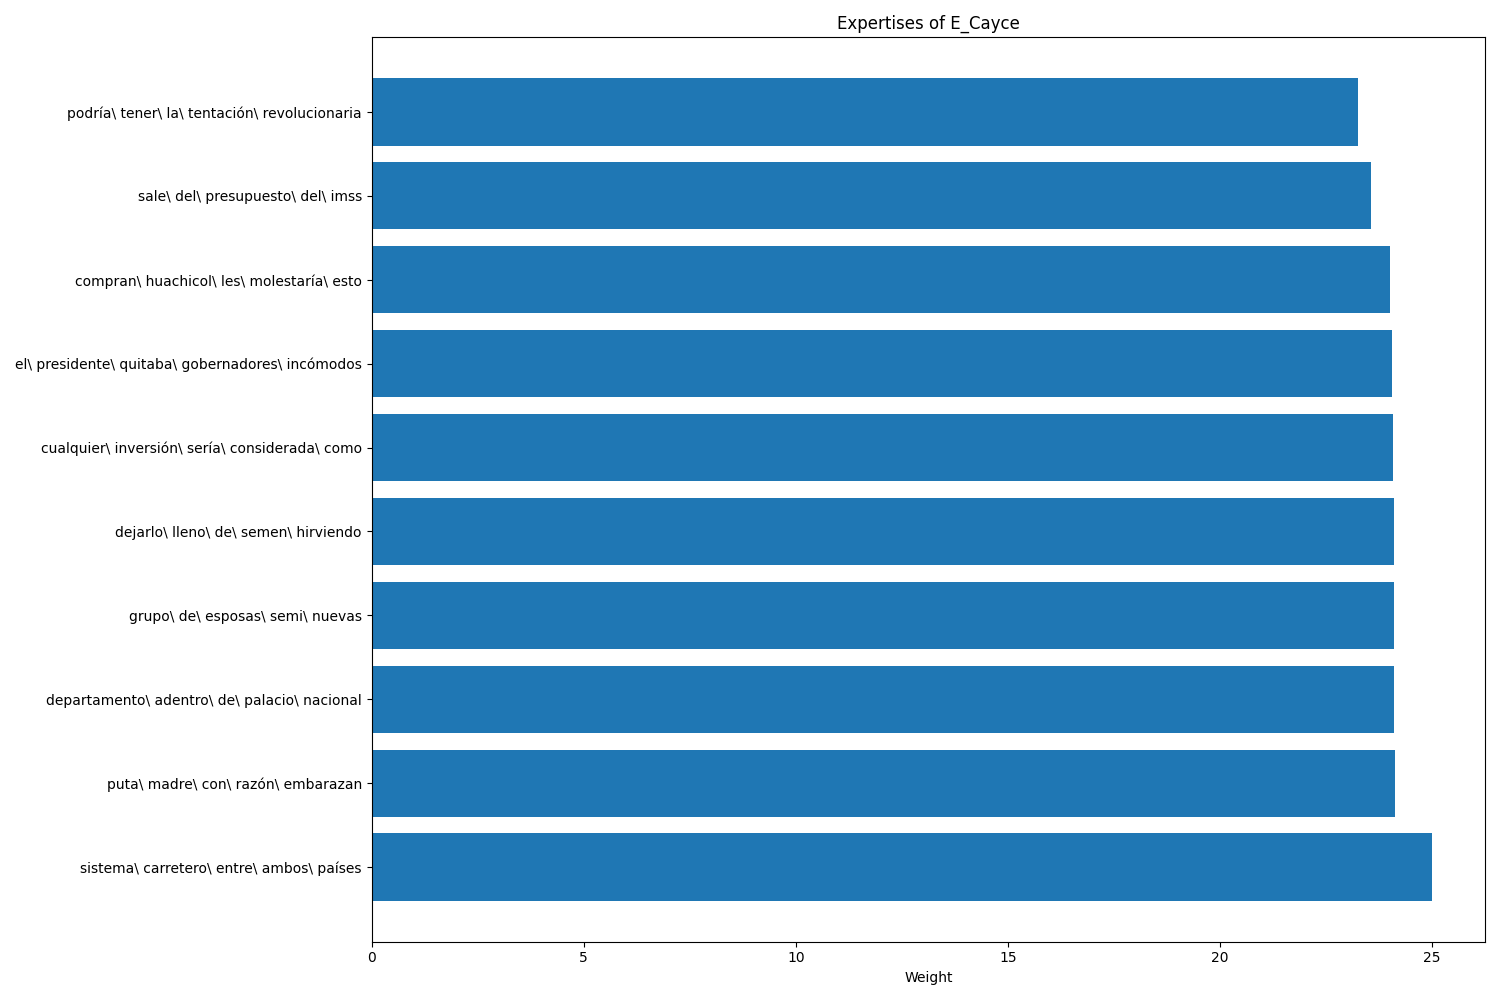 Expertises of E_Cayce
podría\ tener\ la\ tentación\ revolucionaria
sale\ del\ presupuesto\ del\ imss
compran\ huachicol\ les\ molestaría\ esto
el\ presidente\ quitaba\ gobernadores\ incómodos
cualquier\ inversión\ sería\ considerada\ como
dejarlo\ lleno\ de\ semen\ hirviendo
grupo\ de\ esposas\ semi\ nuevas
departamento\ adentro\ de\ palacio\ nacional
puta\ madre\ con\ razón\ embarazan
sistema\ carretero\ entre\ ambos\ países
0 5 10 15 20 25
Weight